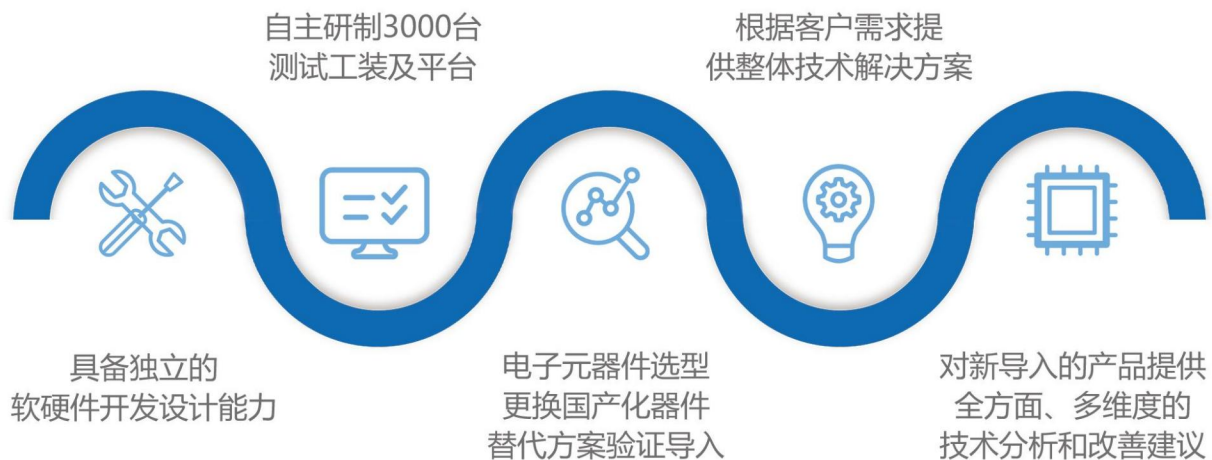 自主研制3000台
测试工装及平台
根据客户需求提
供整体技术解决方案
具备独立的
软硬件开发设计能力
电子元器件选型
更换国产化器件
替代方案验证导入
对新导入的产品提供
全方面、多维度的
技术分析和改善建议